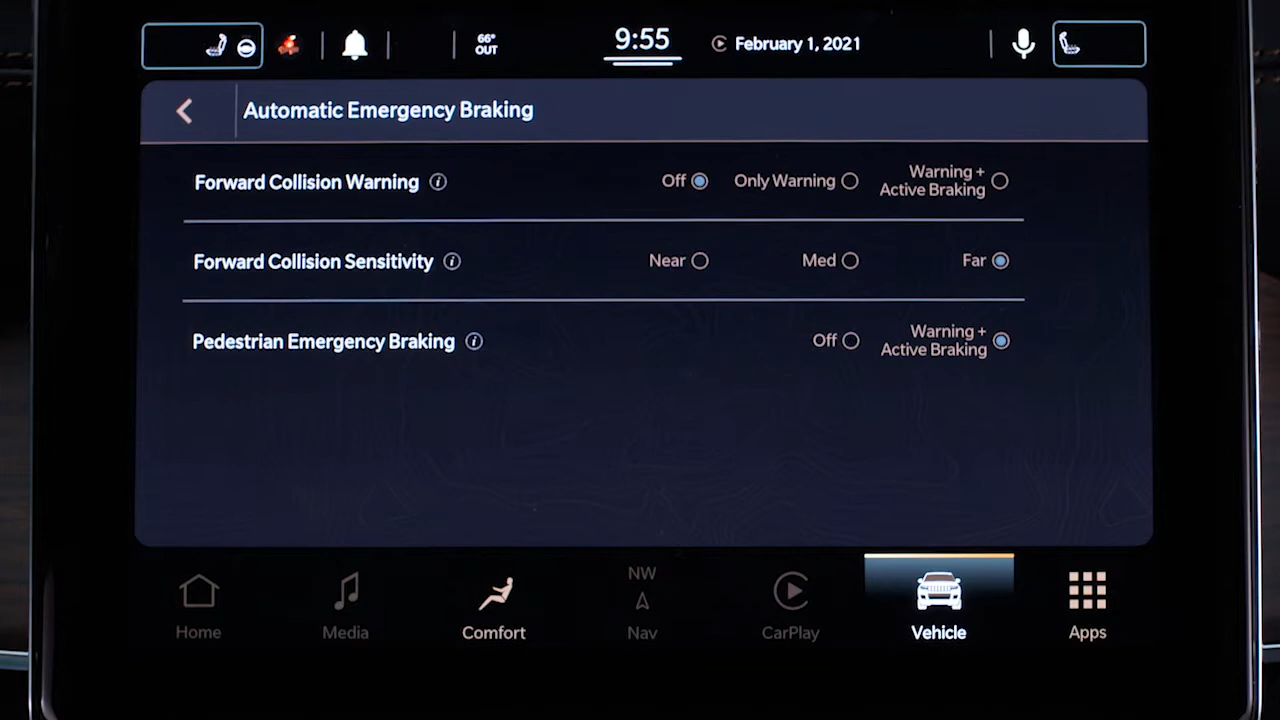 66°
OUT
9:55
February 1, 2021
Automatic Emergency Braking
Forward Collision Warning
Off
Only Warning
Warning +
Active Braking
Forward Collision Sensitivity
Near
Med
Far
Pedestrian Emergency Braking
Off
Warning +
Active Braking
NW
Home
Media
Comfort
Nav
CarPlay
Vehicle
Apps